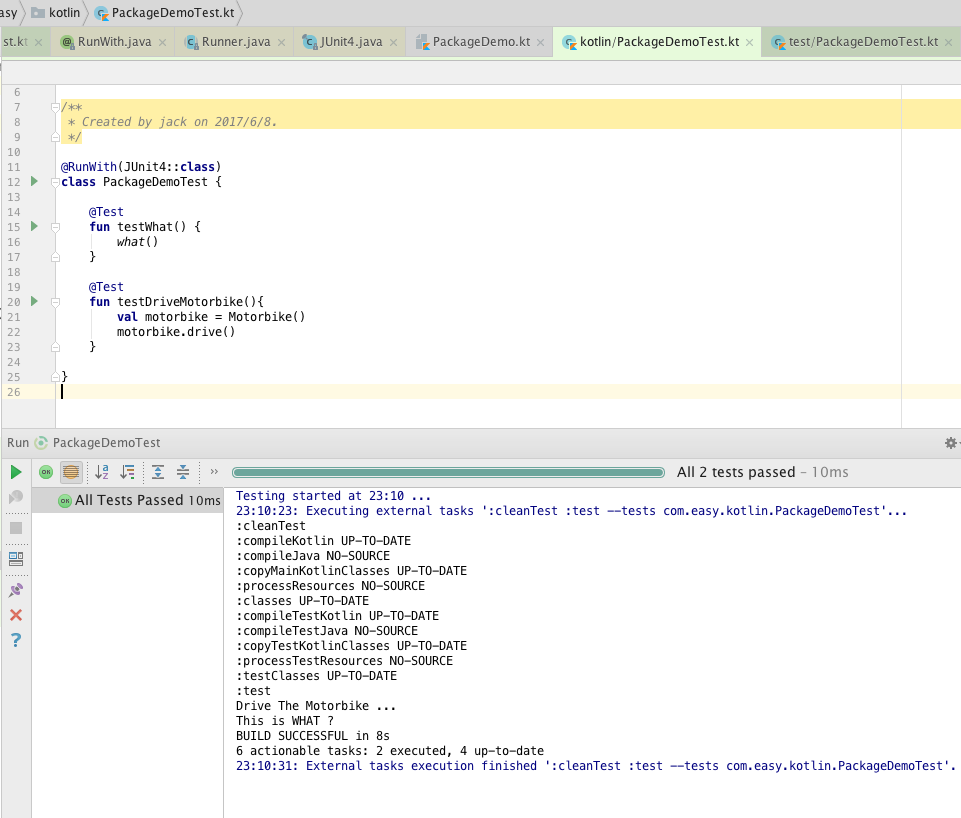 asy kotlin PackageDemoTest.kt
st.kt RunWith.java Runner.java JUnit4.java PackageDemo.kt kotlin/PackageDemoTest.kt test/PackageDemoTest.kt
6
7 /**
8  * Created by jack on 2017/6/8.
9  */
10
11 @RunWith(JUnit4::class)
12 class PackageDemoTest {
13
14     @Test
15     fun testWhat() {
16         what()
17     }
18
19     @Test
20     fun testDriveMotorbike(){
21         val motorbike = Motorbike()
22         motorbike.drive()
23     }
24
25 }
26
Run PackageDemoTest
OK a z >> All 2 tests passed – 10ms
OK All Tests Passed 10ms
Testing started at 23:10 ...
23:10:23: Executing external tasks ':cleanTest :test --tests com.easy.kotlin.PackageDemoTest'...
:cleanTest
:compileKotlin UP-TO-DATE
:compileJava NO-SOURCE
:copyMainKotlinClasses UP-TO-DATE
:processResources NO-SOURCE
:classes UP-TO-DATE
:compileTestKotlin UP-TO-DATE
:compileTestJava NO-SOURCE
:copyTestKotlinClasses UP-TO-DATE
:processTestResources NO-SOURCE
:testClasses UP-TO-DATE
:test
Drive The Motorbike ...
This is WHAT ?
BUILD SUCCESSFUL in 8s
6 actionable tasks: 2 executed, 4 up-to-date
23:10:31: External tasks execution finished ':cleanTest :test --tests com.easy.kotlin.PackageDemoTest'.
?